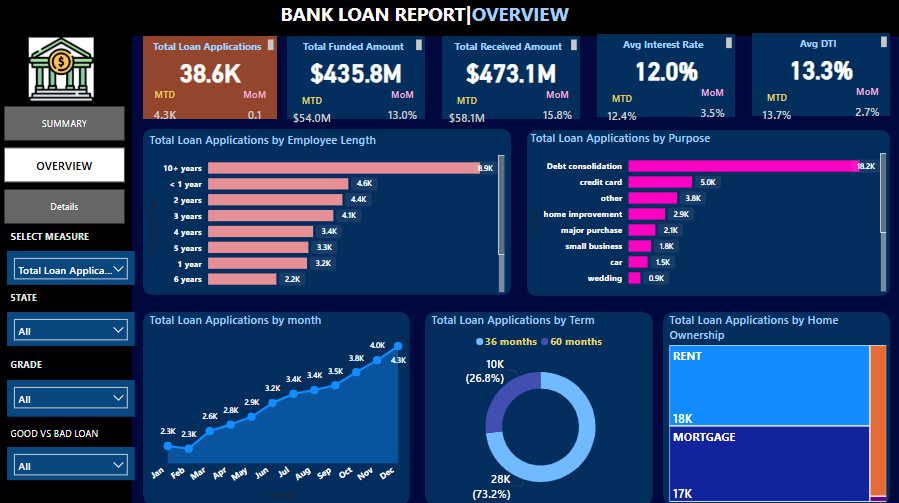 BANK LOAN REPORT|OVERVIEW
SUMMARY
OVERVIEW
Details
SELECT MEASURE
Total Loan Applica...
STATE
All
GRADE
All
GOOD VS BAD LOAN
All
Total Loan Applications
38.6K
MTD MoM
4.3K 0.1
Total Funded Amount
$435.8M
MTD MoM
$54.0M 13.0%
Total Received Amount
$473.1M
MTD MoM
$58.1M 15.8%
Avg Interest Rate
12.0%
MTD MoM
12.4% 3.5%
Avg DTI
13.3%
MTD MoM
13.7% 2.7%
Total Loan Applications by Employee Length
10+ years 8.9K
< 1 year 4.6K
2 years 4.4K
3 years 4.1K
4 years 3.4K
5 years 3.3K
1 year 3.2K
6 years 2.2K
Total Loan Applications by Purpose
Debt consolidation 18.2K
credit card 5.0K
other 3.8K
home improvement 2.9K
major purchase 2.1K
small business 1.8K
car 1.5K
wedding 0.9K
Total Loan Applications by month
2.3K 2.3K 2.6K 2.8K 2.9K 3.2K 3.4K 3.4K 3.5K 3.8K 4.0K 4.3K
Jan Feb Mar Apr May Jun Jul Aug Sep Oct Nov Dec
Total Loan Applications by Term
36 months 60 months
10K
(26.8%)
28K
(73.2%)
Total Loan Applications by Home
Ownership
RENT
18K
MORTGAGE
17K